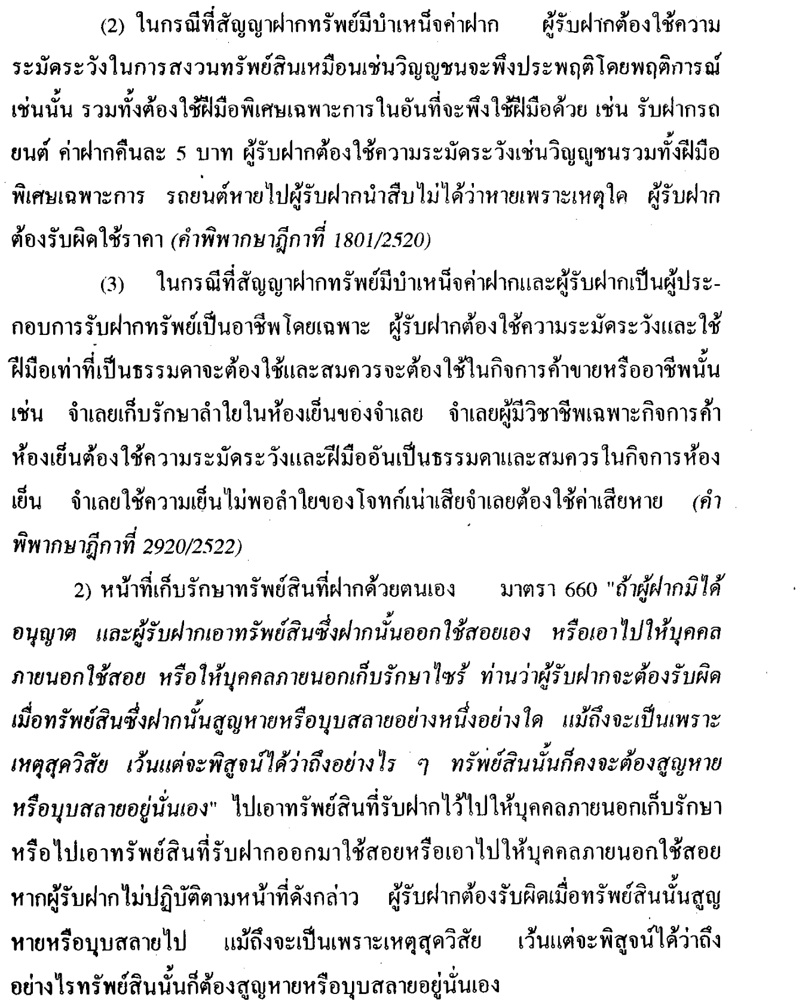 (2) ในกรณีที่สัญญาฝากทรัพย์มีบำเหน็จค่าฝาก ผู้รับฝากต้องใช้ความ
ระมัดระวังในการสงวนทรัพย์สินเหมือนเช่นวิญญูชนจะพึงประพฤติโดยพฤติการณ์
เช่นนั้น รวมทั้งต้องใช้ฝีมือพิเศษเฉพาะการในอันที่จะพึงใช้ฝีมือด้วย เช่น รับฝากรถ
ยนต์ ค่าฝากคืนละ 5 บาท ผู้รับฝากต้องใช้ความระมัดระวังเช่นวิญญูชนรวมทั้งฝีมือ
พิเศษเฉพาะการ รถยนต์หายไปผู้รับฝากนำสืบไม่ได้ว่าหายเพราะเหตุใด ผู้รับฝาก
ต้องรับผิดใช้ราคา (คำพิพากษาฎีกาที่ 1801/2520)
(3) ในกรณีที่สัญญาฝากทรัพย์มีบำเหน็จค่าฝากและผู้รับฝากเป็นผู้ประ-
กอบการรับฝากทรัพย์เป็นอาชีพโดยเฉพาะ ผู้รับฝากต้องใช้ความระมัดระวังและใช้
ฝีมือเท่าที่เป็นธรรมดาจะต้องใช้และสมควรจะต้องใช้ในกิจการค้าขายหรืออาชีพนั้น
เช่น จำเลยเก็บรักษาลำใยในห้องเย็นของจำเลย จำเลยผู้มีวิชาชีพเฉพาะกิจการค้า
ห้องเย็นต้องใช้ความระมัดระวังและฝีมืออันเป็นธรรมดาและสมควรในกิจการห้อง
เย็น จำเลยใช้ความเย็นไม่พอลำใยของโจทก์เน่าเสียจำเลยต้องใช้ค่าเสียหาย (คำ
พิพากษาฎีกาที่ 2920/2522)
2) หน้าที่เก็บรักษาทรัพย์สินที่ฝากด้วยตนเอง มาตรา 660 "ถ้าผู้ฝากมิได้
อนุญาต และผู้รับฝากเอาทรัพย์สินซึ่งฝากนั้นออกใช้สอยเอง หรือเอาไปให้บุคคล
ภายนอกใช้สอย หรือให้บุคคลภายนอกเก็บรักษาไซร้ ท่านว่าผู้รับฝากจะต้องรับผิด
เมื่อทรัพย์สินซึ่งฝากนั้นสูญหายหรือบุบสลายอย่างหนึ่งอย่างใด แม้ถึงจะเป็นเพราะ
เหตุสุดวิสัย เว้นแต่จะพิสูจน์ได้ว่าถึงอย่างไร ๆ ทรัพย์สินนั้นก็คงจะต้องสูญหาย
หรือบุบสลายอยู่นั่นเอง" ไปเอาทรัพย์สินที่รับฝากไว้ไปให้บุคคลภายนอกเก็บรักษา
หรือไปเอาทรัพย์สินที่รับฝากออกมาใช้สอยหรือเอาไปให้บุคคลภายนอกใช้สอย
หากผู้รับฝากไม่ปฏิบัติตามหน้าที่ดังกล่าว ผู้รับฝากต้องรับผิดเมื่อทรัพย์สินนั้นสูญ
หายหรือบุบสลายไป แม้ถึงจะเป็นเพราะเหตุสุดวิสัย เว้นแต่จะพิสูจน์ได้ว่าถึง
อย่างไรทรัพย์สินนั้นก็ต้องสูญหายหรือบุบสลายอยู่นั่นเอง